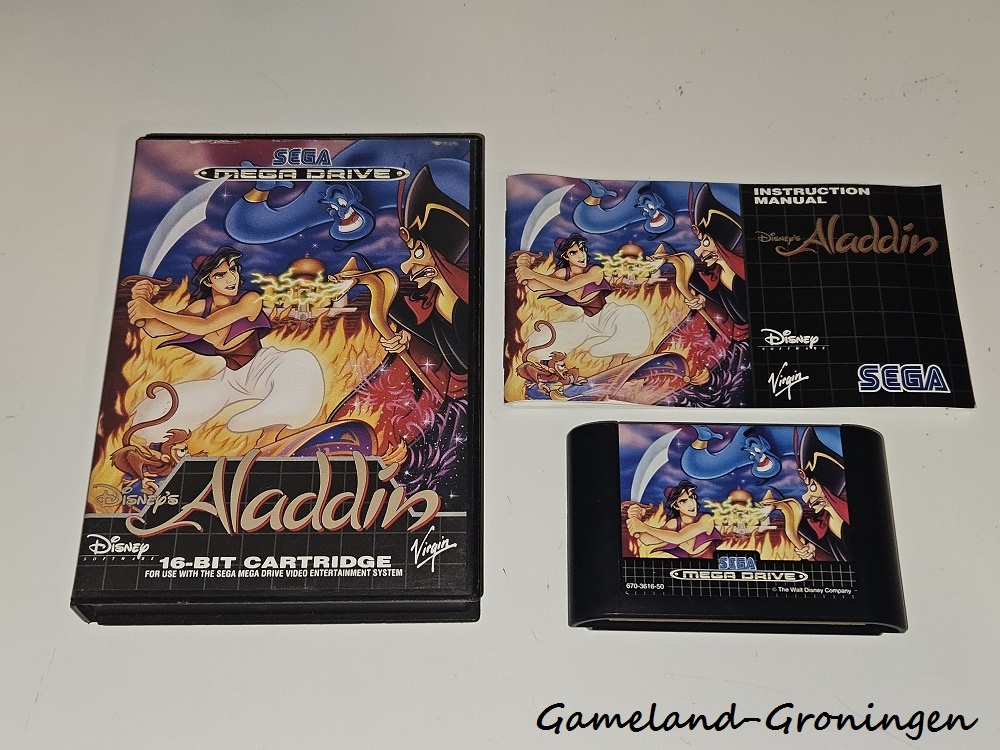 SEGA
MEGA DRIVE
DISNEY'S Aladdin
Disney
SOFTWARE
Virgin
16-BIT CARTRIDGE
FOR USE WITH THE SEGA MEGA DRIVE VIDEO ENTERTAINMENT SYSTEM
INSTRUCTION
MANUAL
DISNEY'S Aladdin
Disney
SOFTWARE
Virgin
SEGA
SEGA
MEGA DRIVE
670-3616-50
© The Walt Disney Company
Gameland-Groningen